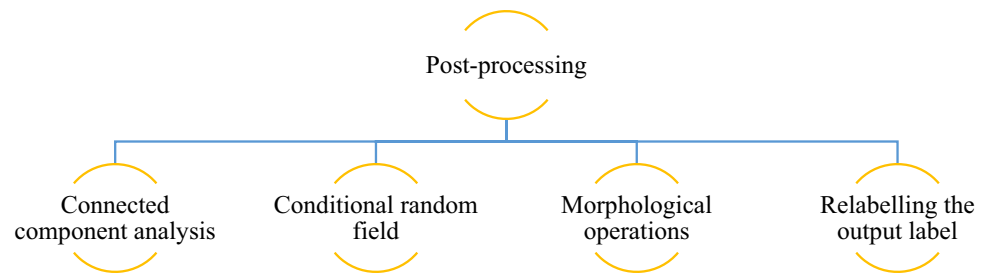 Post-processing
Connected
component analysis
Conditional random
field
Morphological
operations
Relabelling the
output label